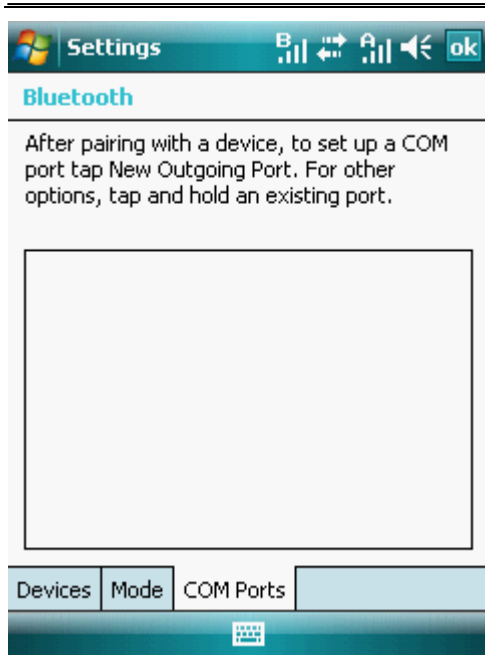 Settings B A ok
Bluetooth
After pairing with a device, to set up a COM
port tap New Outgoing Port. For other
options, tap and hold an existing port.
Devices Mode COM Ports